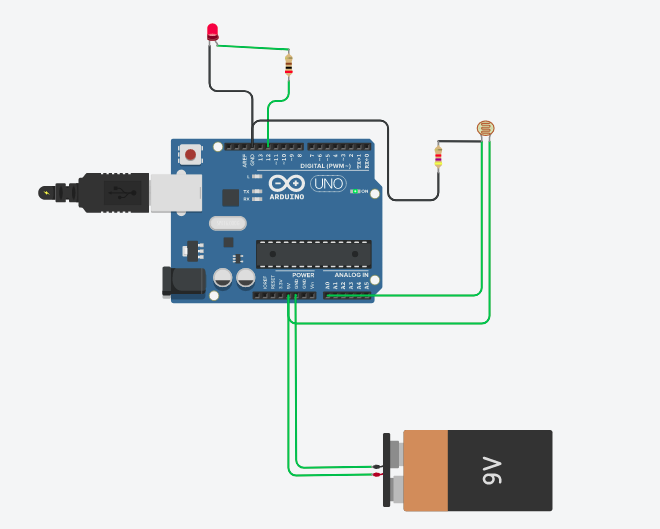 AREF
GND
13
12
~11
~10
~9
8
7
~6
~5
4
~3
2
TX→1
RX←0
DIGITAL (PWM~)
L
TX
RX
ARDUINO
UNO
ON
POWER
ANALOG IN
RESET
3.3V
5V
GND
GND
Vin
A0
A1
A2
A3
A4
A5
9V